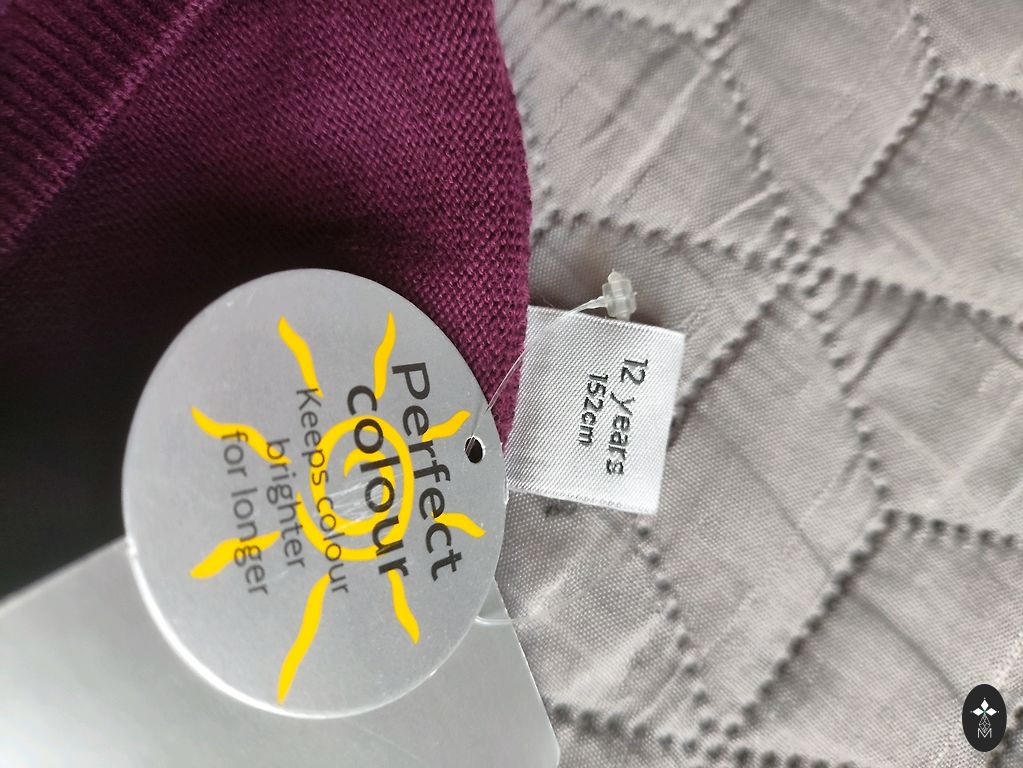 Perfect
colour
Keeps colour
brighter
for longer
12 years
152cm
M